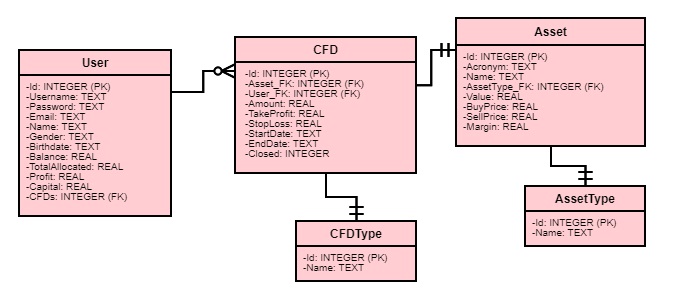 User
-Id: INTEGER (PK)
-Username: TEXT
-Password: TEXT
-Email: TEXT
-Name: TEXT
-Gender: TEXT
-Birthdate: TEXT
-Balance: REAL
-TotalAllocated: REAL
-Profit: REAL
-Capital: REAL
-CFDs: INTEGER (FK)
CFD
-Id: INTEGER (PK)
-Asset_FK: INTEGER (FK)
-User_FK: INTEGER (FK)
-Amount: REAL
-TakeProfit: REAL
-StopLoss: REAL
-StartDate: TEXT
-EndDate: TEXT
-Closed: INTEGER
Asset
-Id: INTEGER (PK)
-Acronym: TEXT
-Name: TEXT
-AssetType_FK: INTEGER (FK)
-Value: REAL
-BuyPrice: REAL
-SellPrice: REAL
-Margin: REAL
CFDType
-Id: INTEGER (PK)
-Name: TEXT
AssetType
-Id: INTEGER (PK)
-Name: TEXT